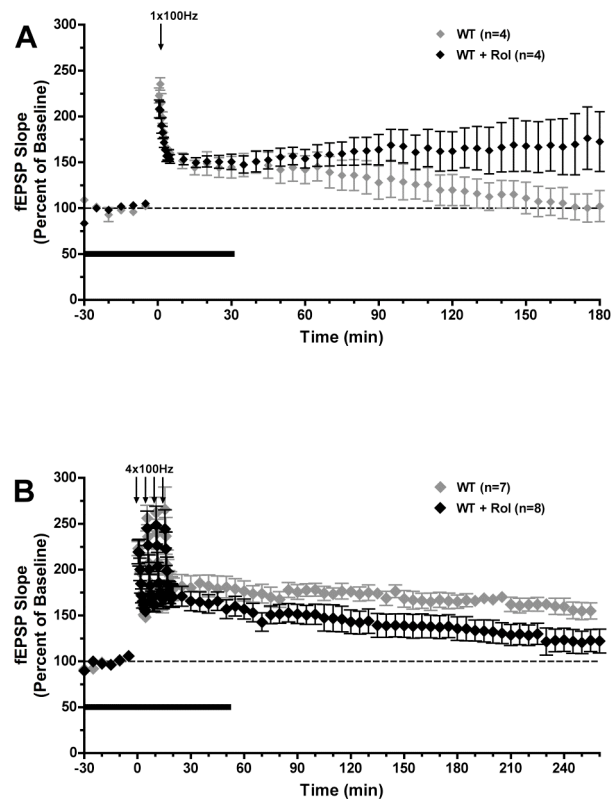 A
1x100Hz
WT (n=4)
WT + Rol (n=4)
fEPSP Slope
(Percent of Baseline)
300
250
200
150
100
50
0
-30 0 30 60 90 120 150 180
Time (min)
B
4x100Hz
WT (n=7)
WT + Rol (n=8)
fEPSP Slope
(Percent of Baseline)
300
250
200
150
100
50
0
-30 0 30 60 90 120 150 180 210 240
Time (min)